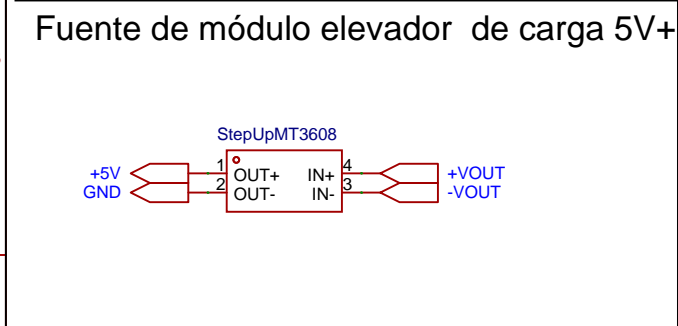 Fuente de módulo elevador  de carga 5V+
StepUpMT3608
+5V 1 OUT+ IN+ 4 +VOUT
GND 2 OUT- IN- 3 -VOUT